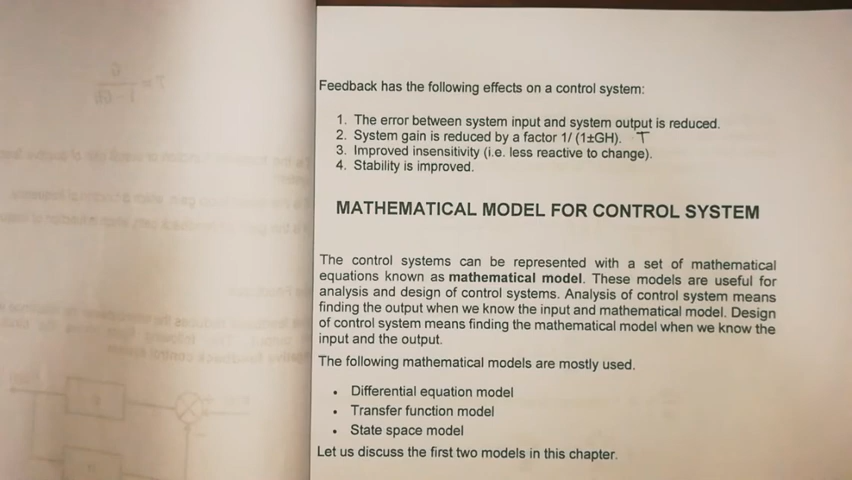 Feedback has the following effects on a control system:
1. The error between system input and system output is reduced.
2. System gain is reduced by a factor 1/ (1±GH). T
3. Improved insensitivity (i.e. less reactive to change).
4. Stability is improved.
MATHEMATICAL MODEL FOR CONTROL SYSTEM
The control systems can be represented with a set of mathematical
equations known as mathematical model. These models are useful for
analysis and design of control systems. Analysis of control system means
finding the output when we know the input and mathematical model. Design
of control system means finding the mathematical model when we know the
input and the output.
The following mathematical models are mostly used.
• Differential equation model
• Transfer function model
• State space model
Let us discuss the first two models in this chapter.